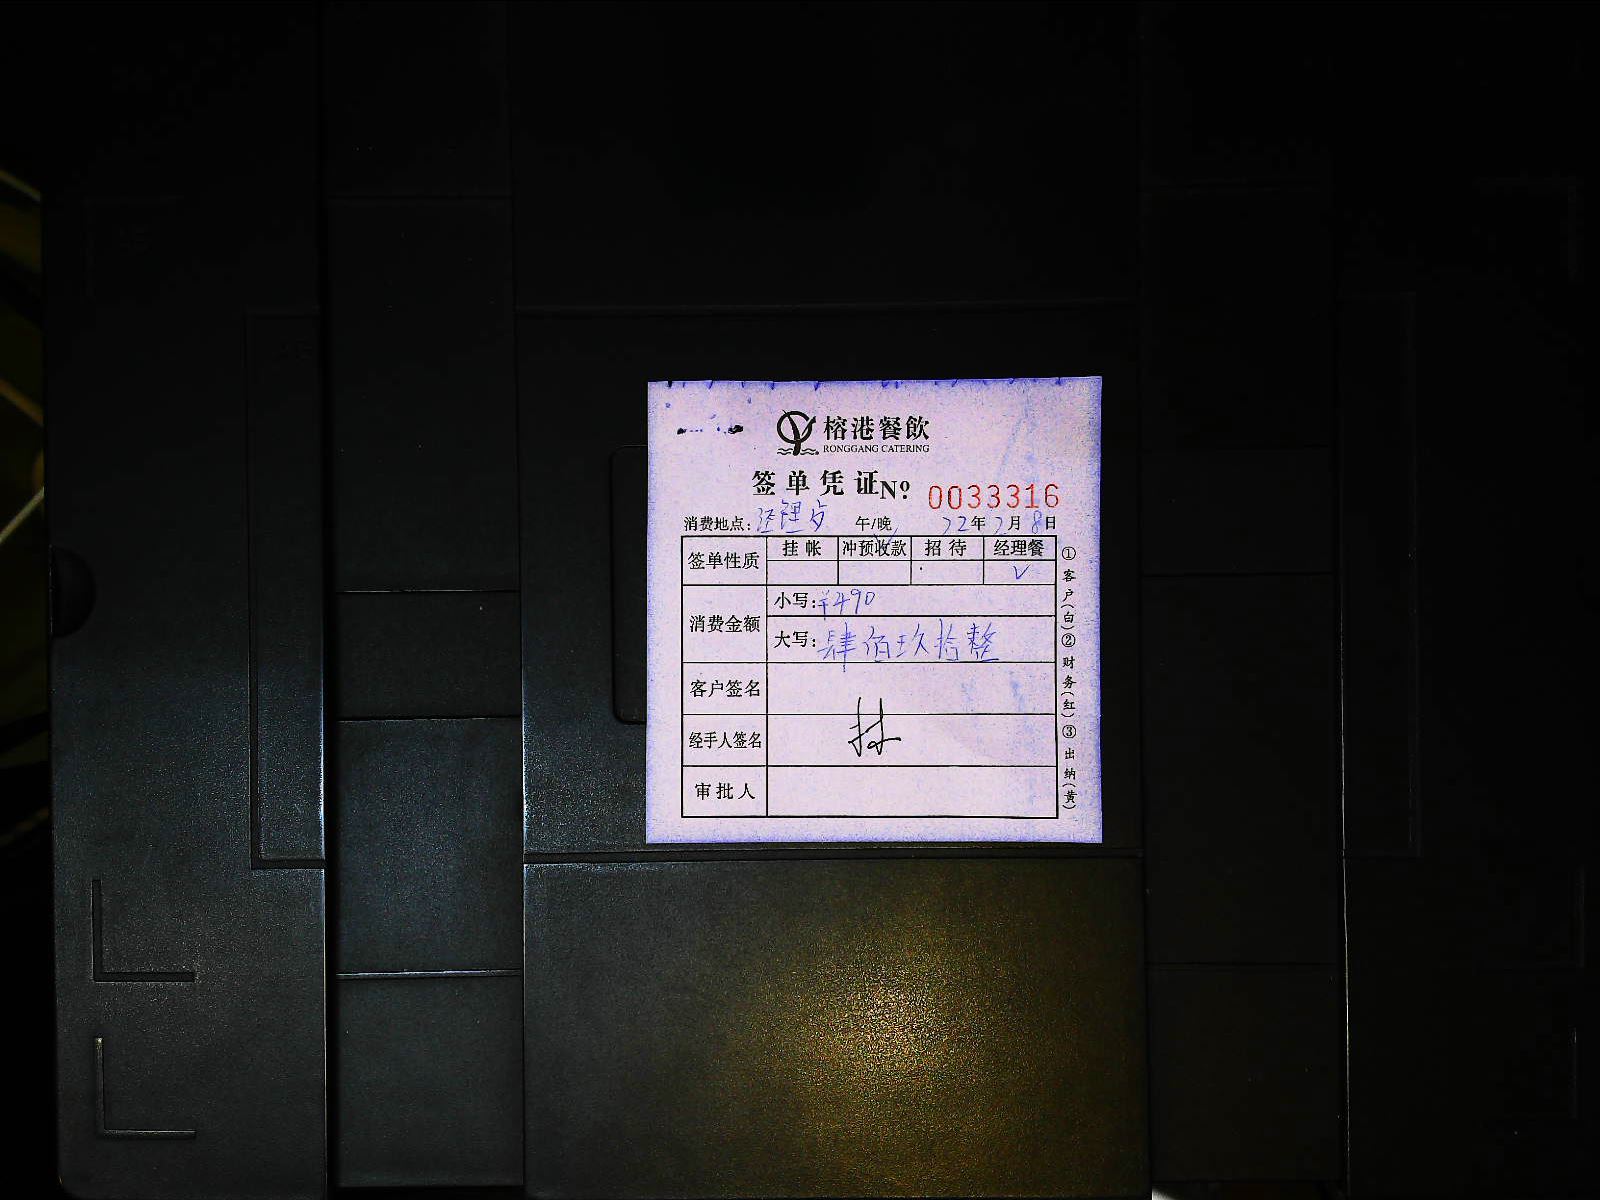 榕港餐飲
RONGGANG CATERING
签单凭证No 0033316
消费地点: 经理 午/晚 22年 月8日
签单性质 挂帐 冲预收款 招待 经理餐
✓
消费金额 小写: ¥490
大写: 肆佰玖拾整
客户签名
经手人签名 林
审批人
①客户(白)②财务(红)③出纳(黄)